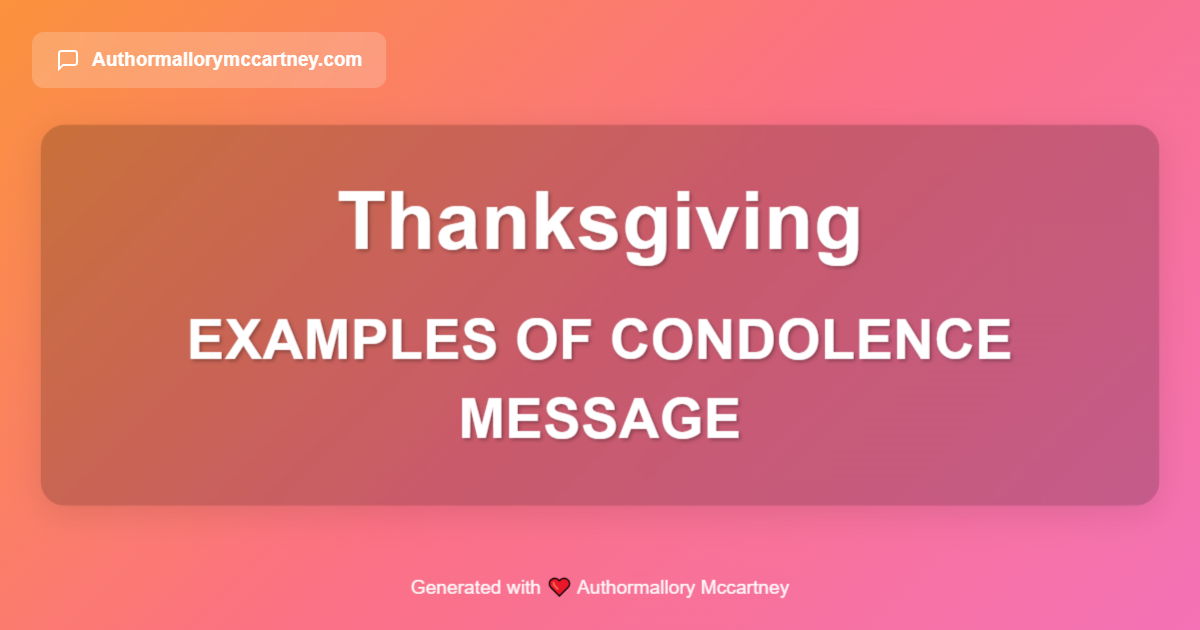 Authormallorymccartney.com
Thanksgiving
EXAMPLES OF CONDOLENCE
MESSAGE
Generated with ❤️ Authormallory Mccartney